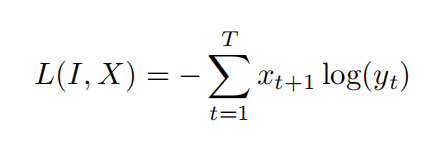 L(I, X) = -\sum_{t=1}^{T} x_{t+1} \log(y_t)